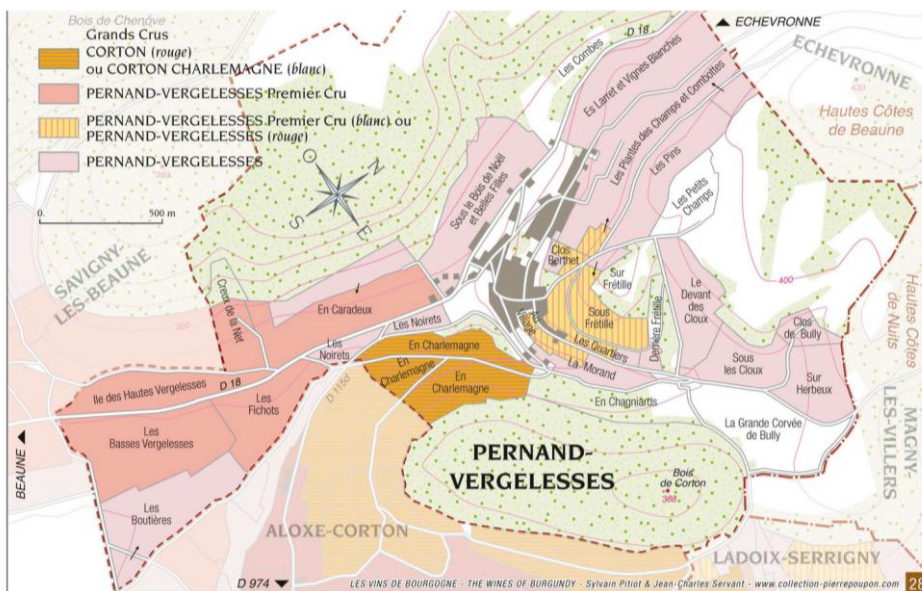 Bois de Chenôve
Grands Crus
CORTON (rouge)
ou CORTON CHARLEMAGNE (blanc)
PERNAND-VERGELESSES Premier Cru
PERNAND-VERGELESSES Premier Cru (blanc) ou
PERNAND-VERGELESSES (rouge)
PERNAND-VERGELESSES
383
O
N
S
E
0
500 m
D 18
ECHEVRONNE
ECHEVRONNE
430
Hautes Côtes
de Beaune
Les Combes
Es Larret et Vignes Blanches
Les Plantes des Champs et Combottes
Les Pins
Les Petits
Champs
Sous le Bois de Noël
et Belles Filles
Clos
Berthet
Sur
Frétille
Sous
Frétille
Derrière Frétille
Le Devant
des
Cloux
400
Hautes Côtes
de Nuits
SAVIGNY-
LES-BEAUNE
300
Creux de la Net
En Caradeux
Les Noirets
Les
Noirets
Village
Les Quartiers
La Morand
Clos
de Bully
Sous
les Cloux
Sur
Herbeux
En Charlemagne
En
Charlemagne
En
Charlemagne
En Chagniartis
La Grande Corvée
de Bully
MAGNY-
LES-VILLERS
Ile des Hautes Vergelesses
D 18
D 115d
Les
Fichots
Les
Basses Vergelesses
BEAUNE
PERNAND-
VERGELESSES
Bois
de Corton
388
Les
Boutières
ALOXE-CORTON
LADOIX-SERRIGNY
D 974
LES VINS DE BOURGOGNE - THE WINES OF BURGUNDY - Sylvain Pitiot & Jean-Charles Servant - www.collection-pierrepoupon.com
28